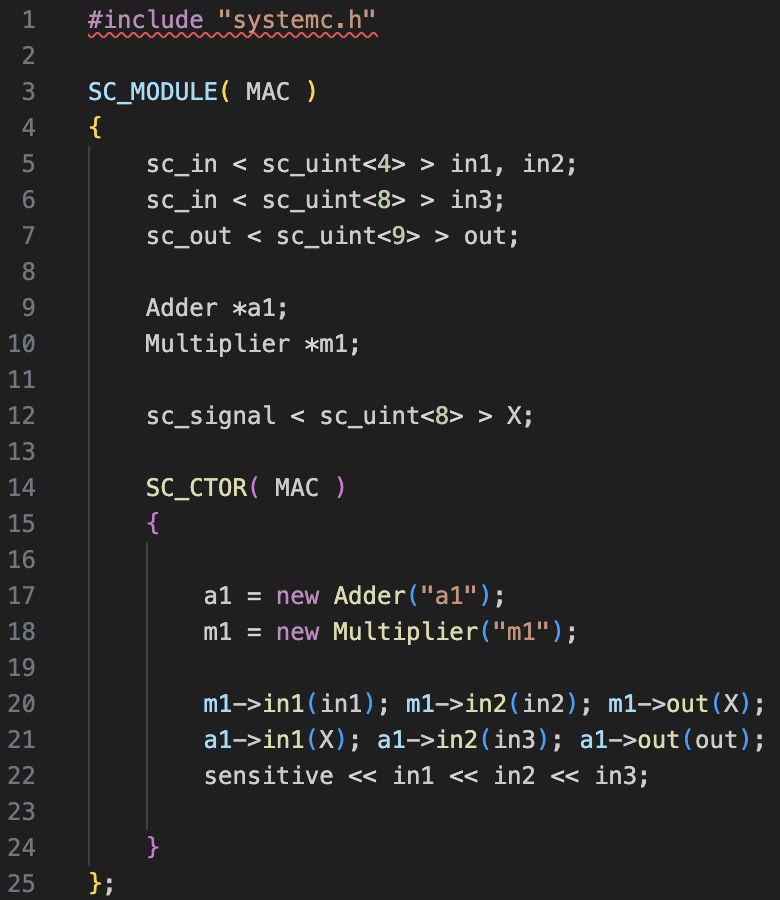 1 #include "systemc.h"
2
3 SC_MODULE( MAC )
4 {
5 sc_in < sc_uint<4> > in1, in2;
6 sc_in < sc_uint<8> > in3;
7 sc_out < sc_uint<9> > out;
8
9 Adder *a1;
10 Multiplier *m1;
11
12 sc_signal < sc_uint<8> > X;
13
14 SC_CTOR( MAC )
15 {
16
17 a1 = new Adder("a1");
18 m1 = new Multiplier("m1");
19
20 m1->in1(in1); m1->in2(in2); m1->out(X);
21 a1->in1(X); a1->in2(in3); a1->out(out);
22 sensitive << in1 << in2 << in3;
23
24 }
25 };